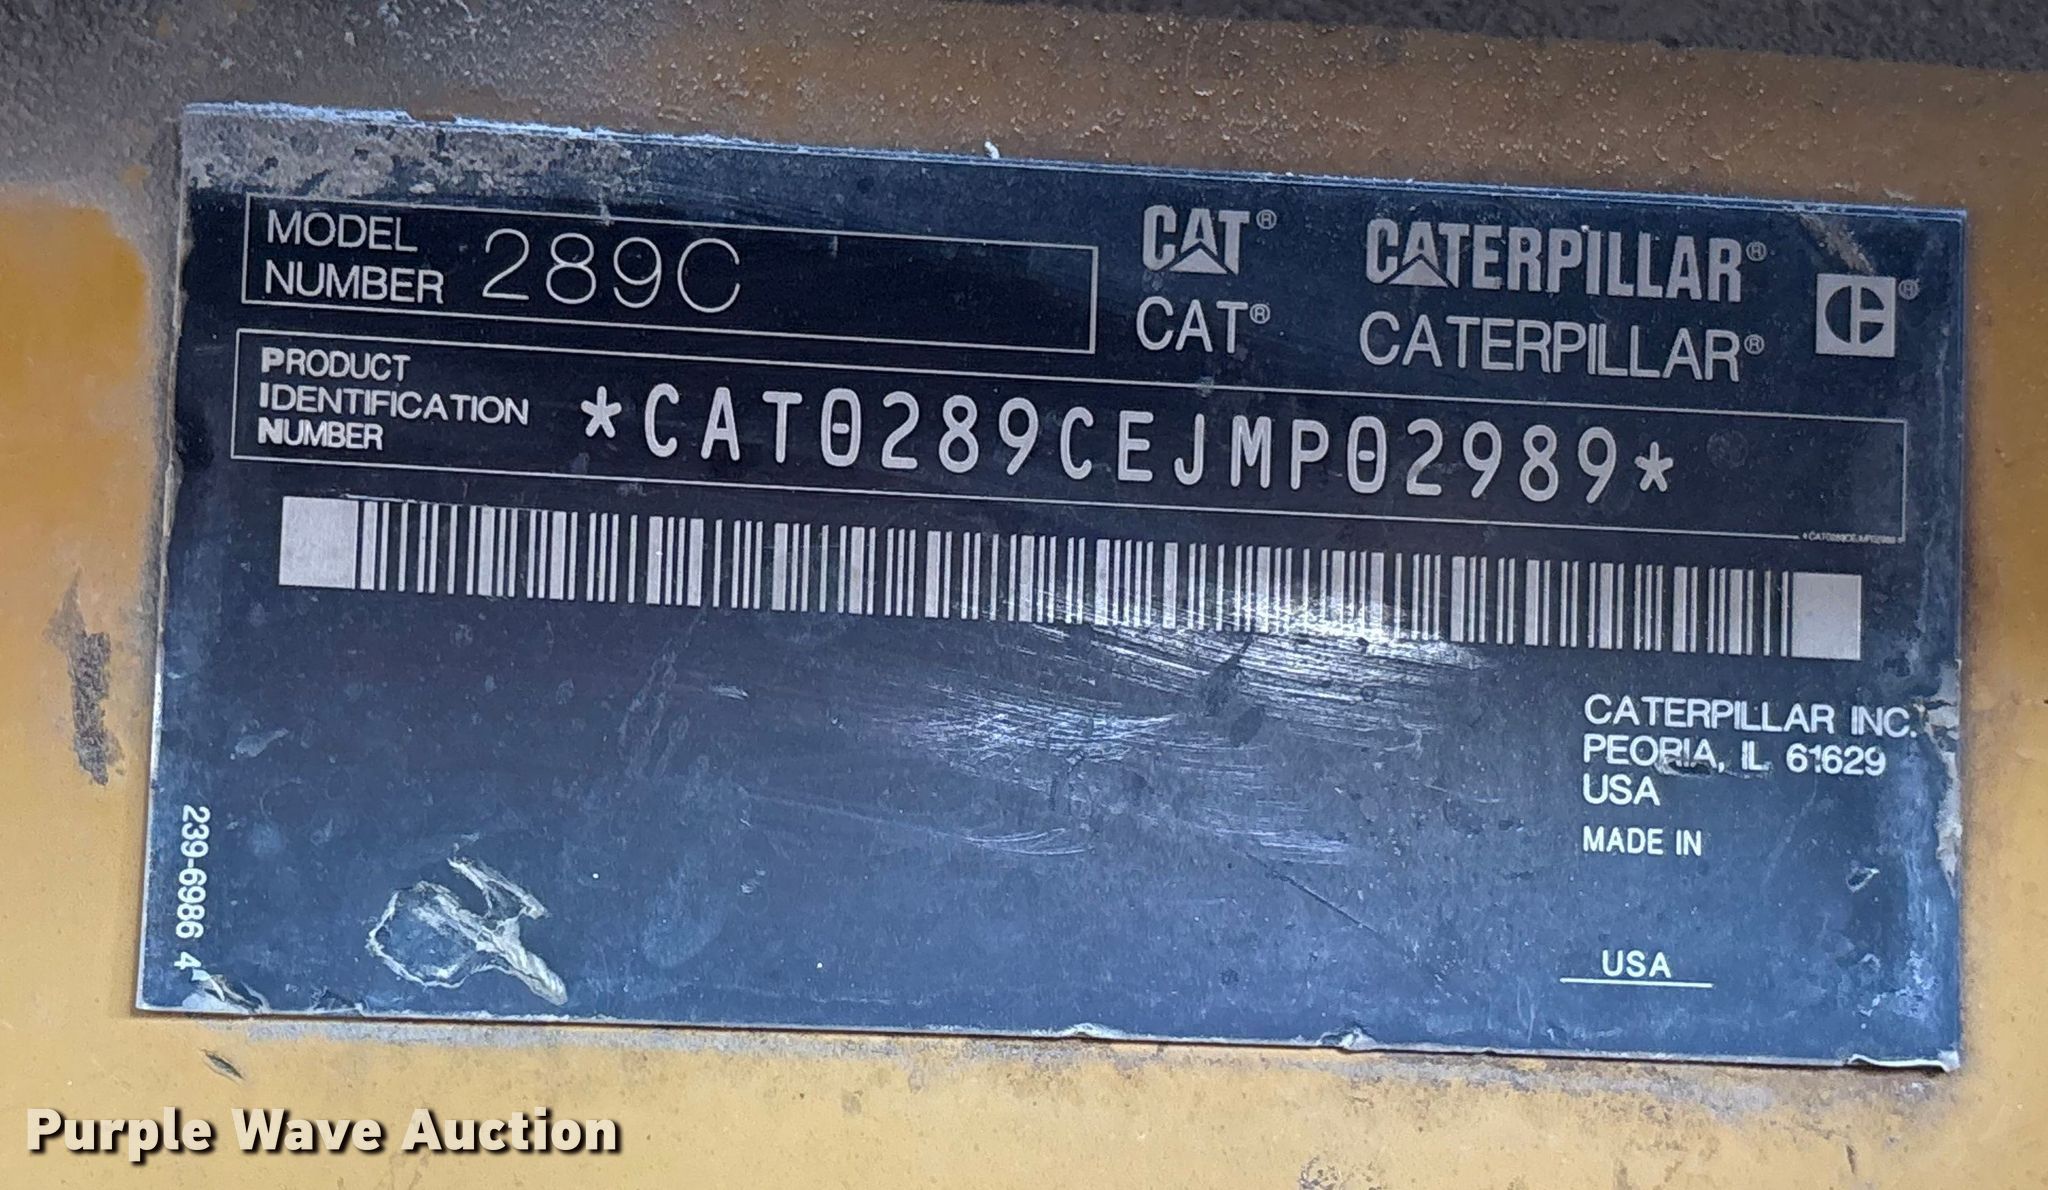 MODEL
NUMBER 289C
CAT® CATERPILLAR®
CAT® CATERPILLAR®
PRODUCT
IDENTIFICATION
NUMBER
*CAT0289CEJMP02989*
*CAT0289CEJMP02989*
CATERPILLAR INC.
PEORIA, IL 61629
USA
MADE IN
USA
239-6986 4
Purple Wave Auction